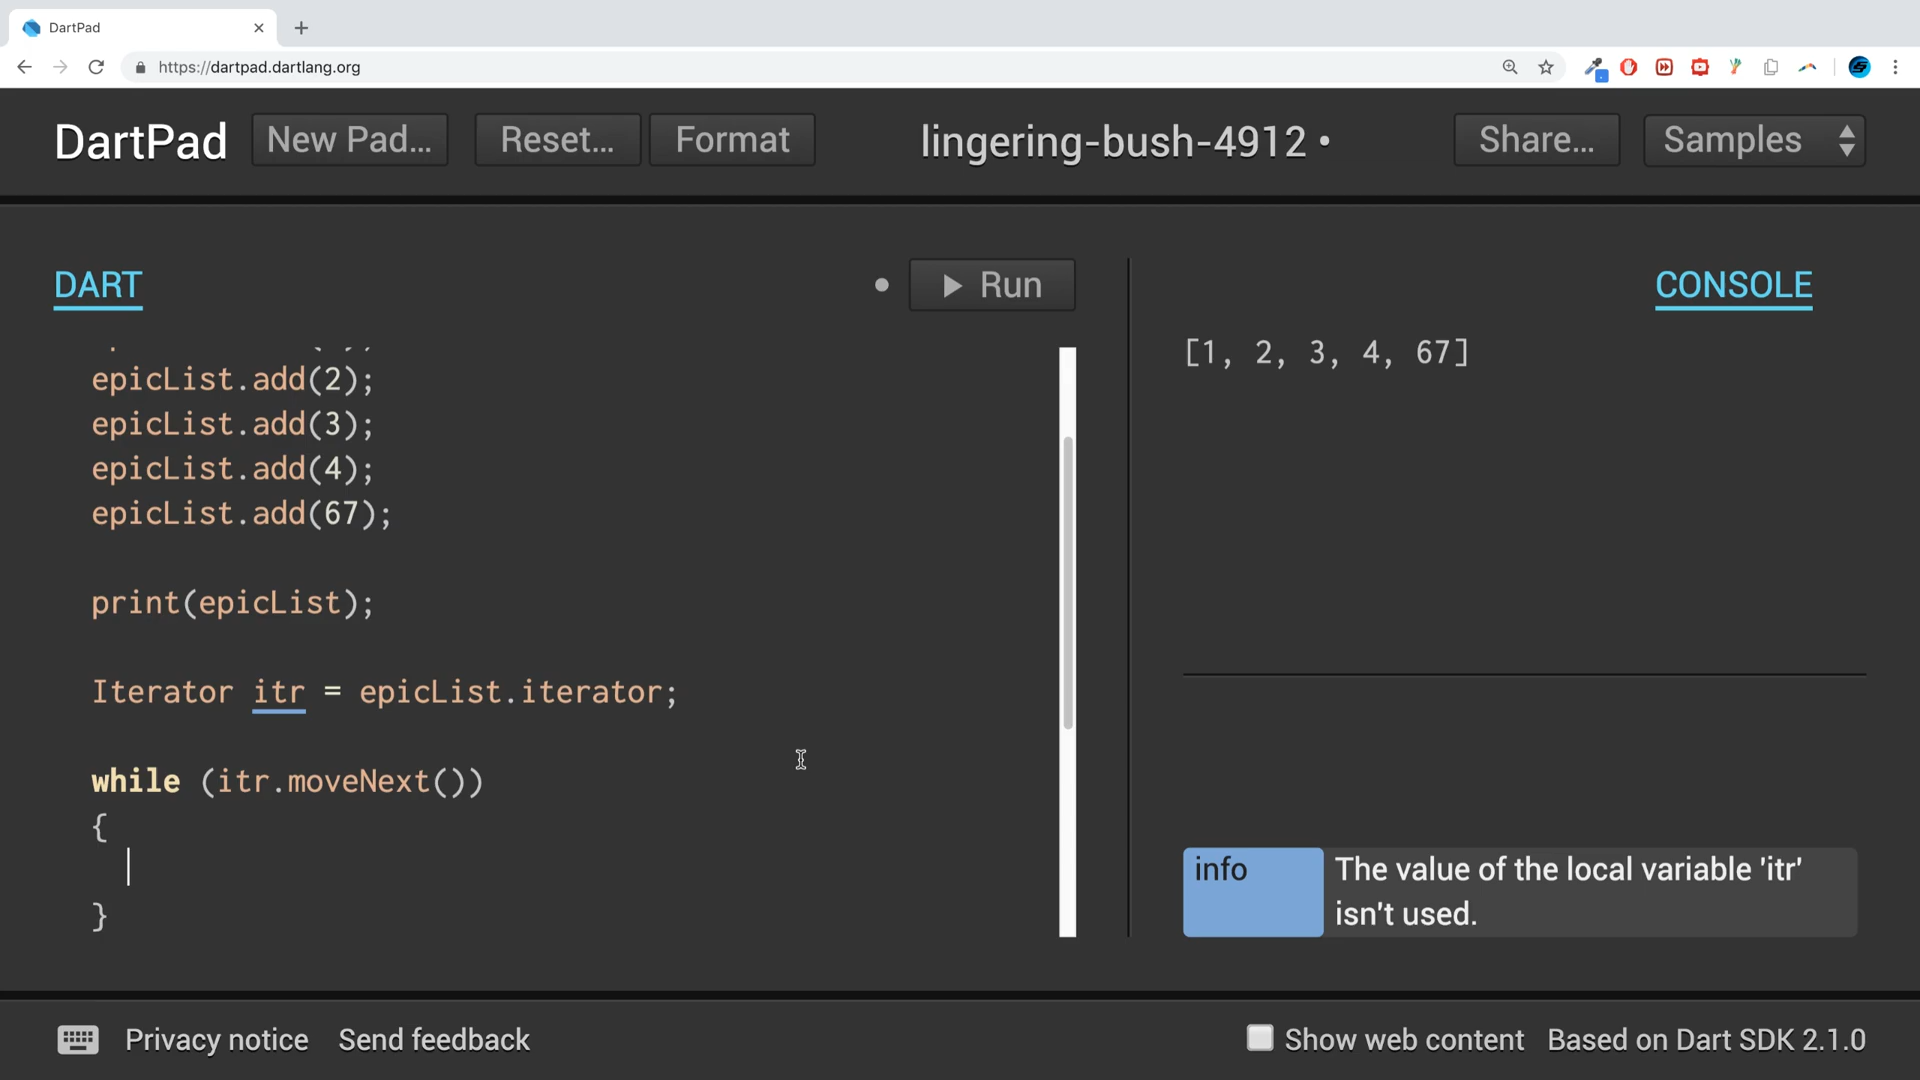 DartPad
https://dartpad.dartlang.org
DartPad
New Pad...
Reset...
Format
lingering-bush-4912 •
Share...
Samples
DART
Run
CONSOLE
epicList.add(2);
epicList.add(3);
epicList.add(4);
epicList.add(67);
print(epicList);
Iterator itr = epicList.iterator;
while (itr.moveNext())
{
}
[1, 2, 3, 4, 67]
info
The value of the local variable 'itr'
isn't used.
Privacy notice
Send feedback
Show web content
Based on Dart SDK 2.1.0